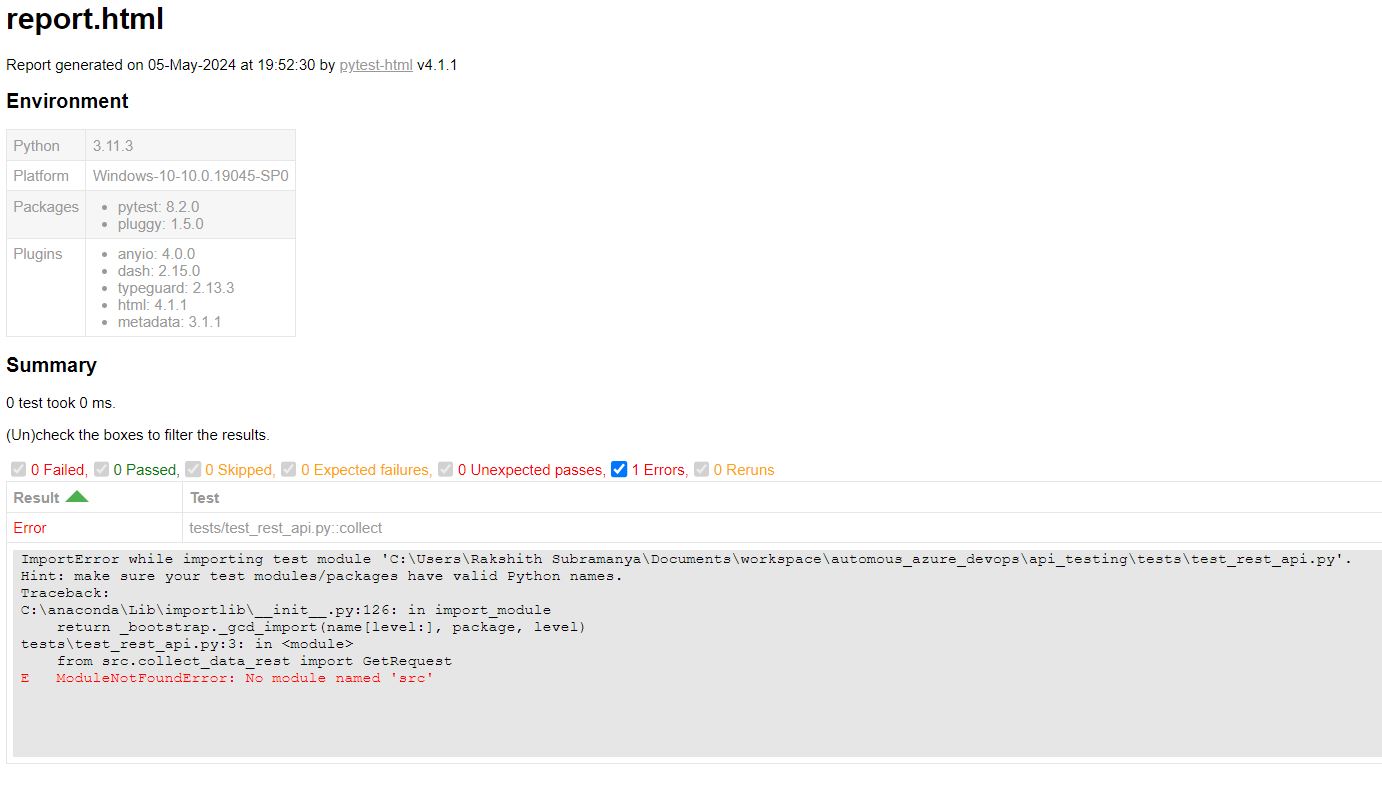 report.html
Report generated on 05-May-2024 at 19:52:30 by pytest-html v4.1.1
Environment
Python 3.11.3
Platform Windows-10-10.0.19045-SP0
Packages
pytest: 8.2.0
pluggy: 1.5.0
Plugins
anyio: 4.0.0
dash: 2.15.0
typeguard: 2.13.3
html: 4.1.1
metadata: 3.1.1
Summary
0 test took 0 ms.
(Un)check the boxes to filter the results.
0 Failed, 0 Passed, 0 Skipped, 0 Expected failures, 0 Unexpected passes, 1 Errors, 0 Reruns
Result Test
Error tests/test_rest_api.py::collect
ImportError while importing test module 'C:\Users\Rakshith Subramanya\Documents\workspace\automous_azure_devops\api_testing\tests\test_rest_api.py'.
Hint: make sure your test modules/packages have valid Python names.
Traceback:
C:\anaconda\Lib\importlib\__init__.py:126: in import_module
    return _bootstrap._gcd_import(name[level:], package, level)
tests\test_rest_api.py:3: in <module>
    from src.collect_data_rest import GetRequest
E   ModuleNotFoundError: No module named 'src'